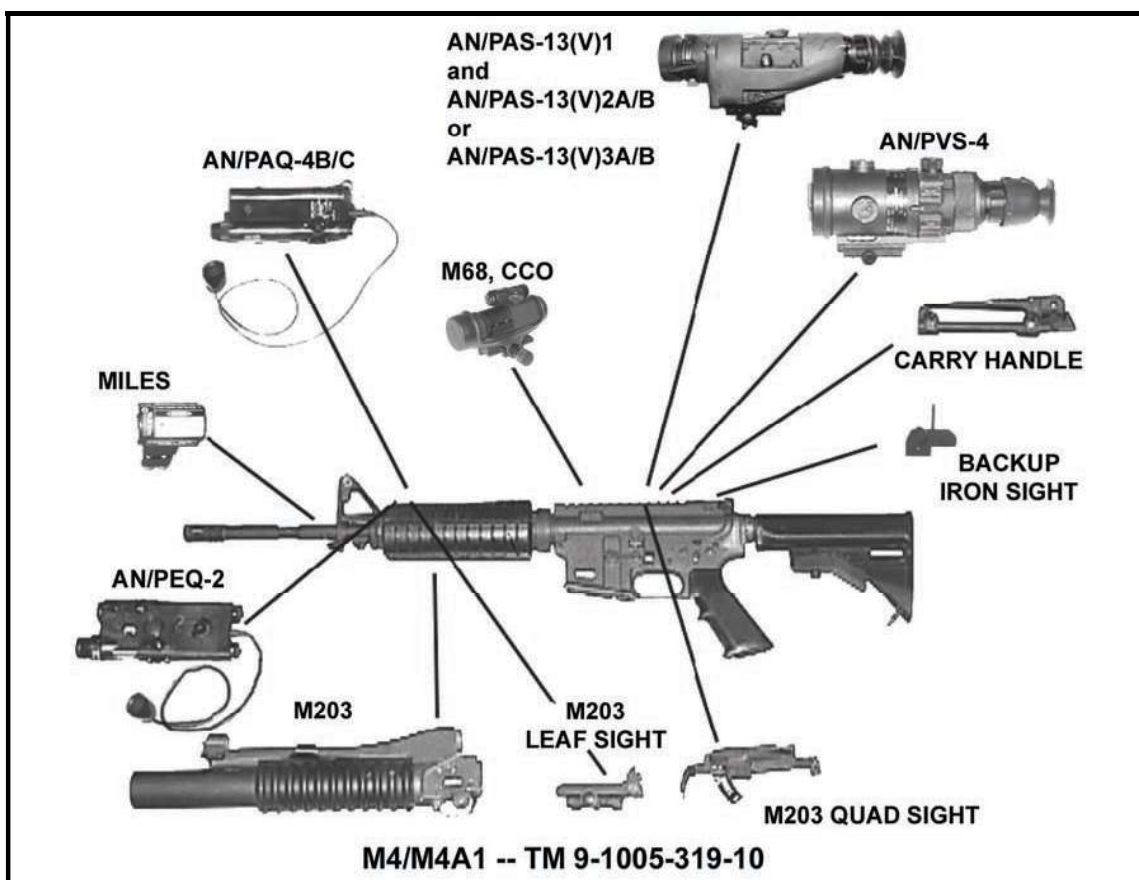 AN/PAS-13(V)1
and
AN/PAS-13(V)2A/B
or
AN/PAS-13(V)3A/B
AN/PVS-4
AN/PAQ-4B/C
M68, CCO
CARRY HANDLE
MILES
BACKUP
IRON SIGHT
AN/PEQ-2
M203
M203
LEAF SIGHT
M203 QUAD SIGHT
M4/M4A1 -- TM 9-1005-319-10